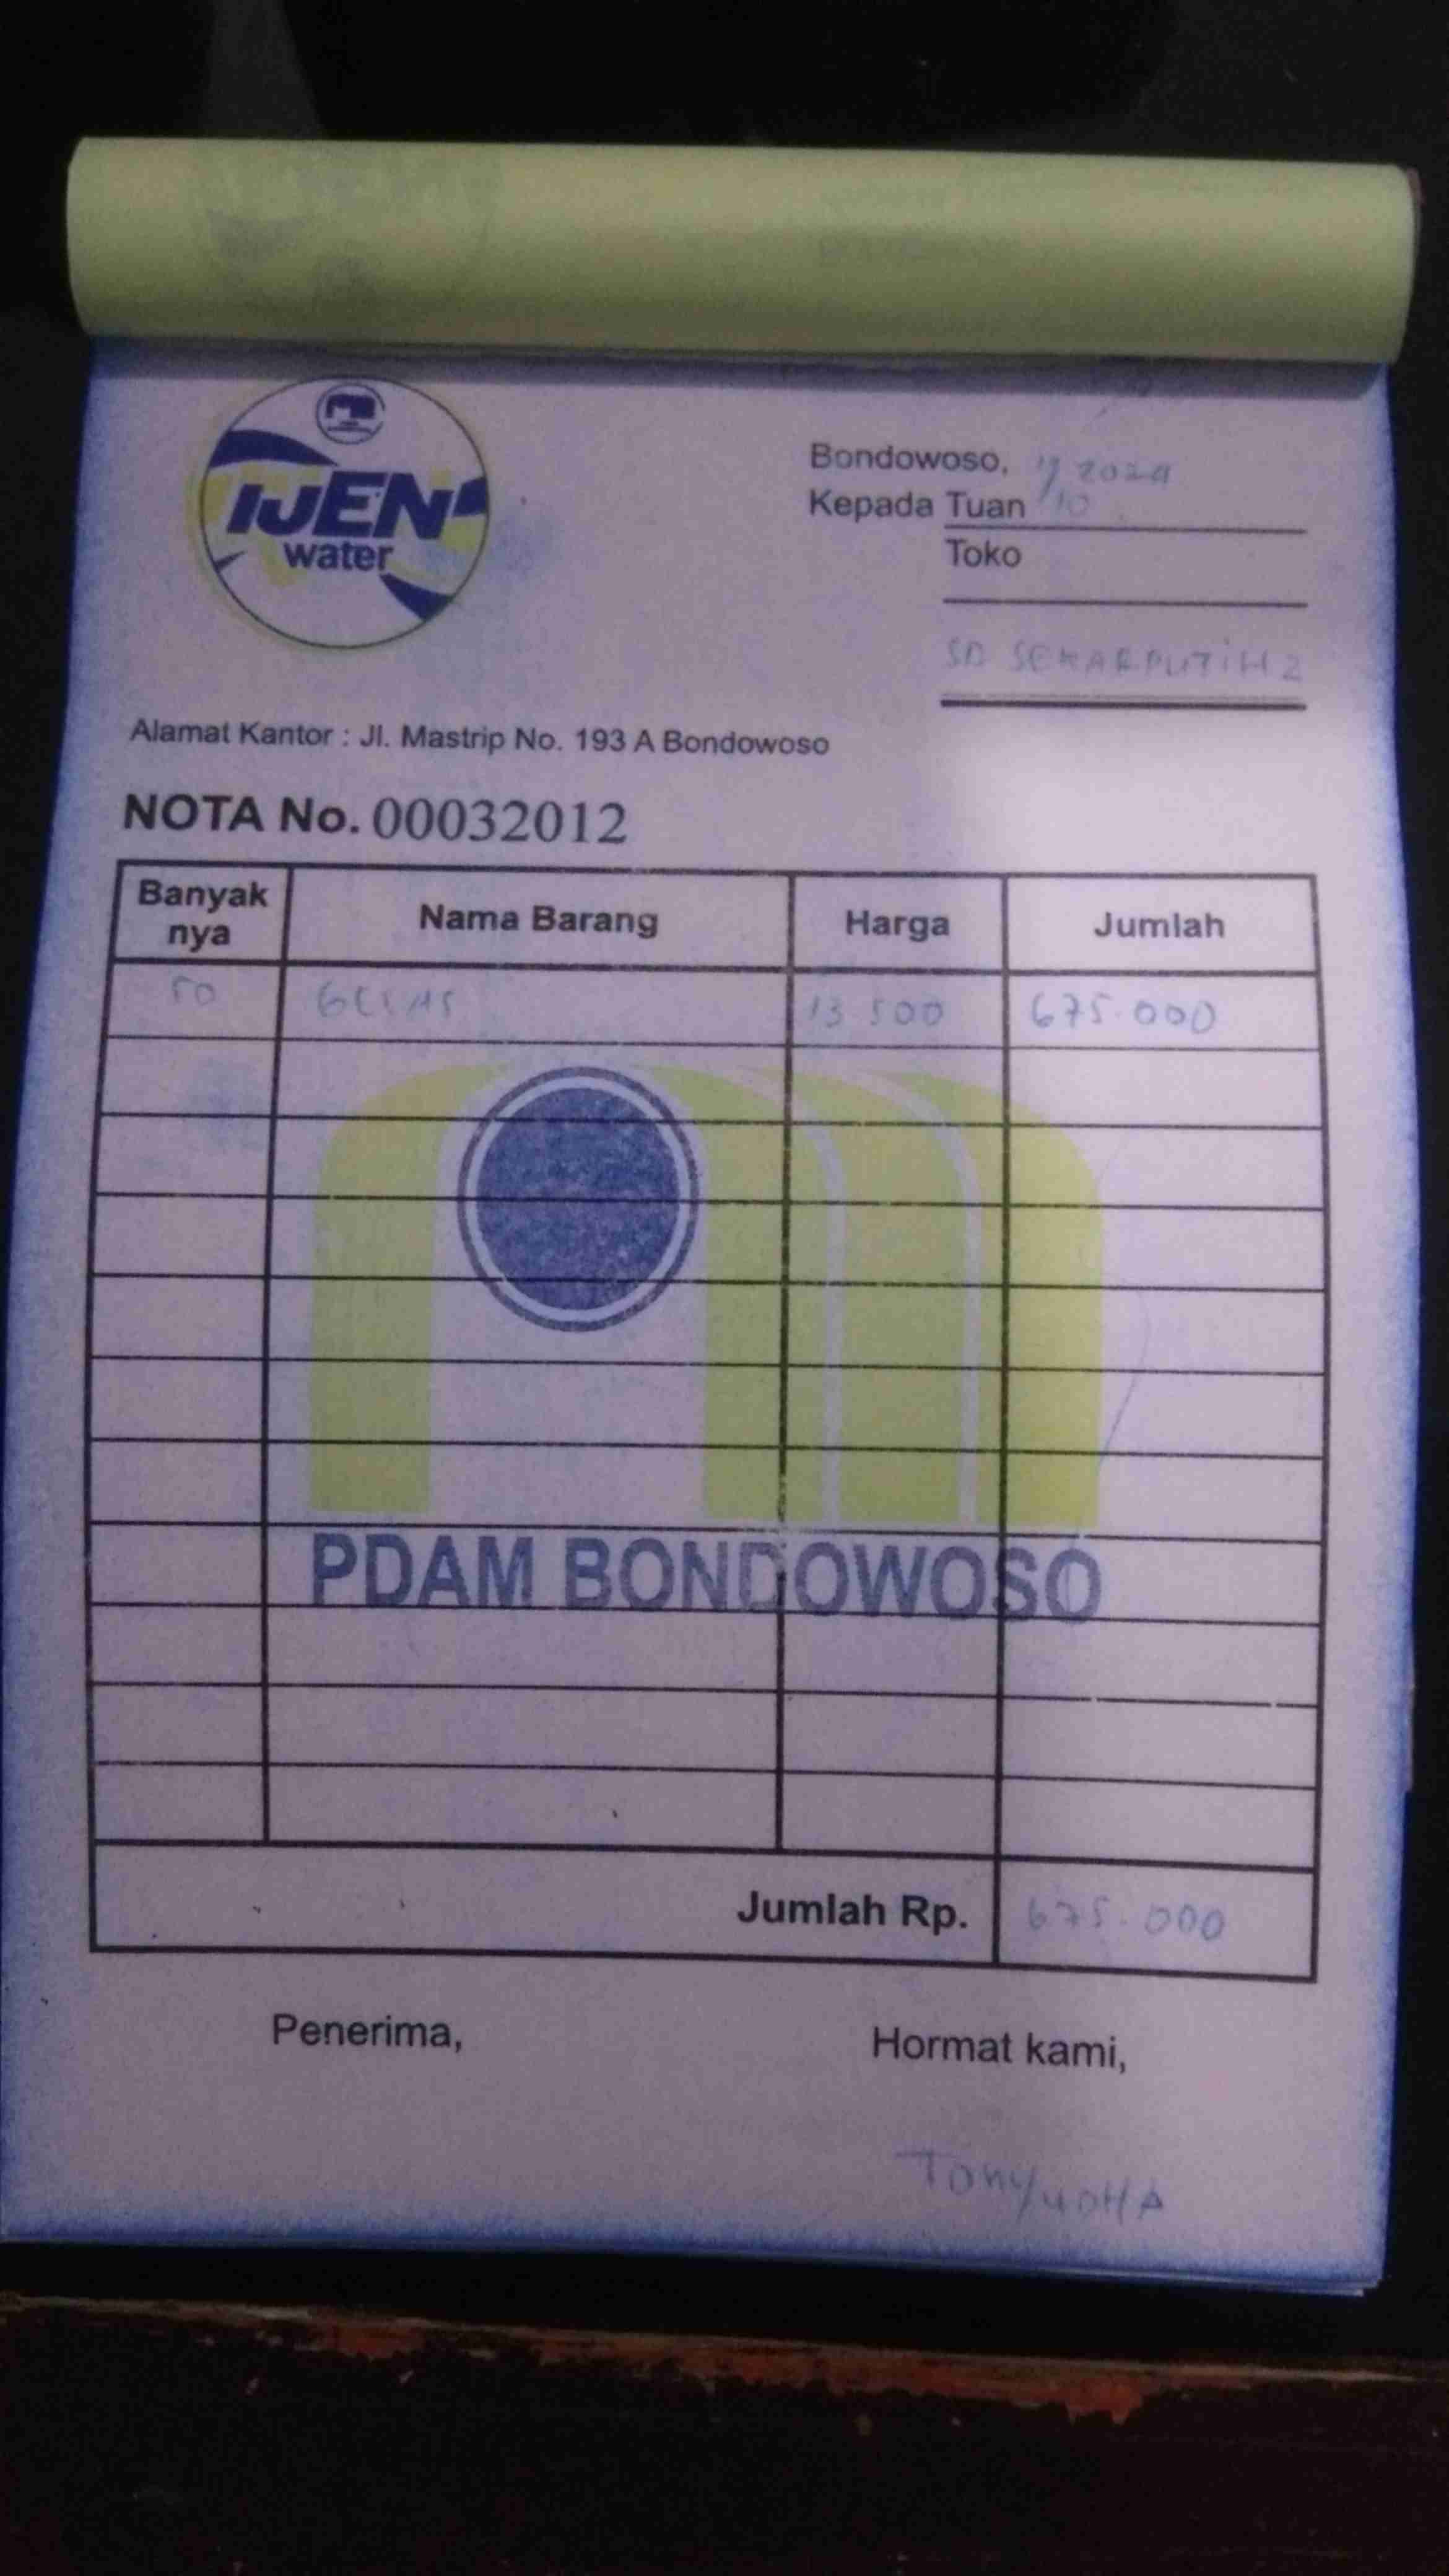 IJEN
water
Bondowoso, 2024
Kepada Tuan 10
Toko
SD SEKARPUTIH 2
Alamat Kantor : Jl. Mastrip No. 193 A Bondowoso
NOTA No. 00032012
Banyak nya Nama Barang Harga Jumlah
50 GELAS 13 500 675.000
PDAM BONDOWOSO
Jumlah Rp. 675.000
Penerima, Hormat kami,
Tony